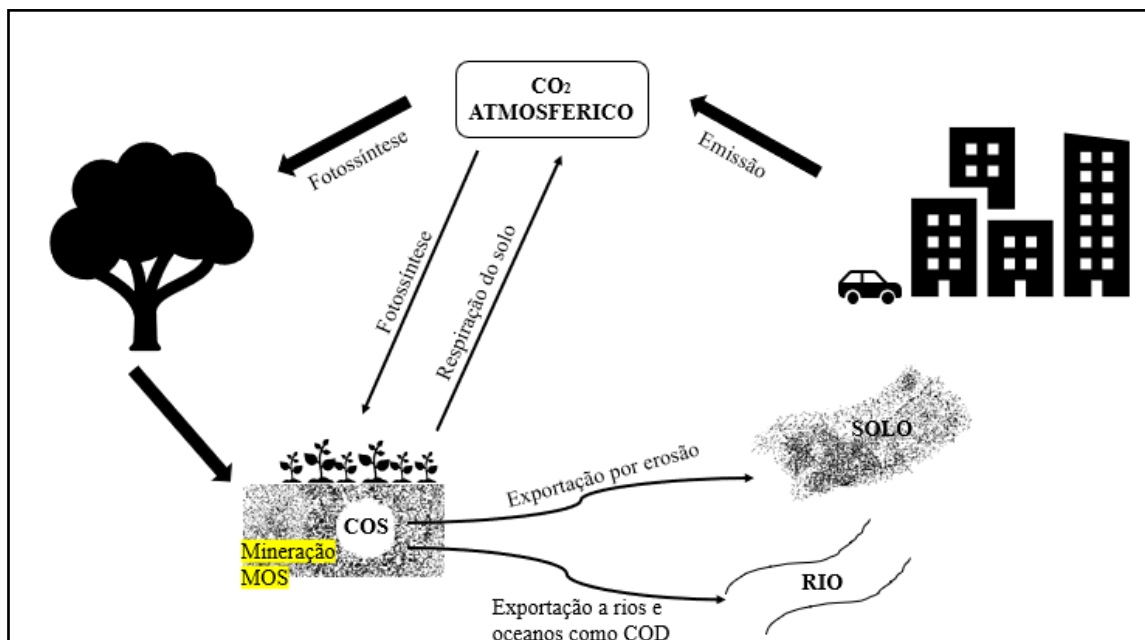 CO₂
ATMOSFERICO
Fotossíntese
Emissão
Fotossíntese
Respiração do solo
SOLO
Exportação por erosão
COS
Mineração
MOS
RIO
Exportação a rios e
oceanos como COD